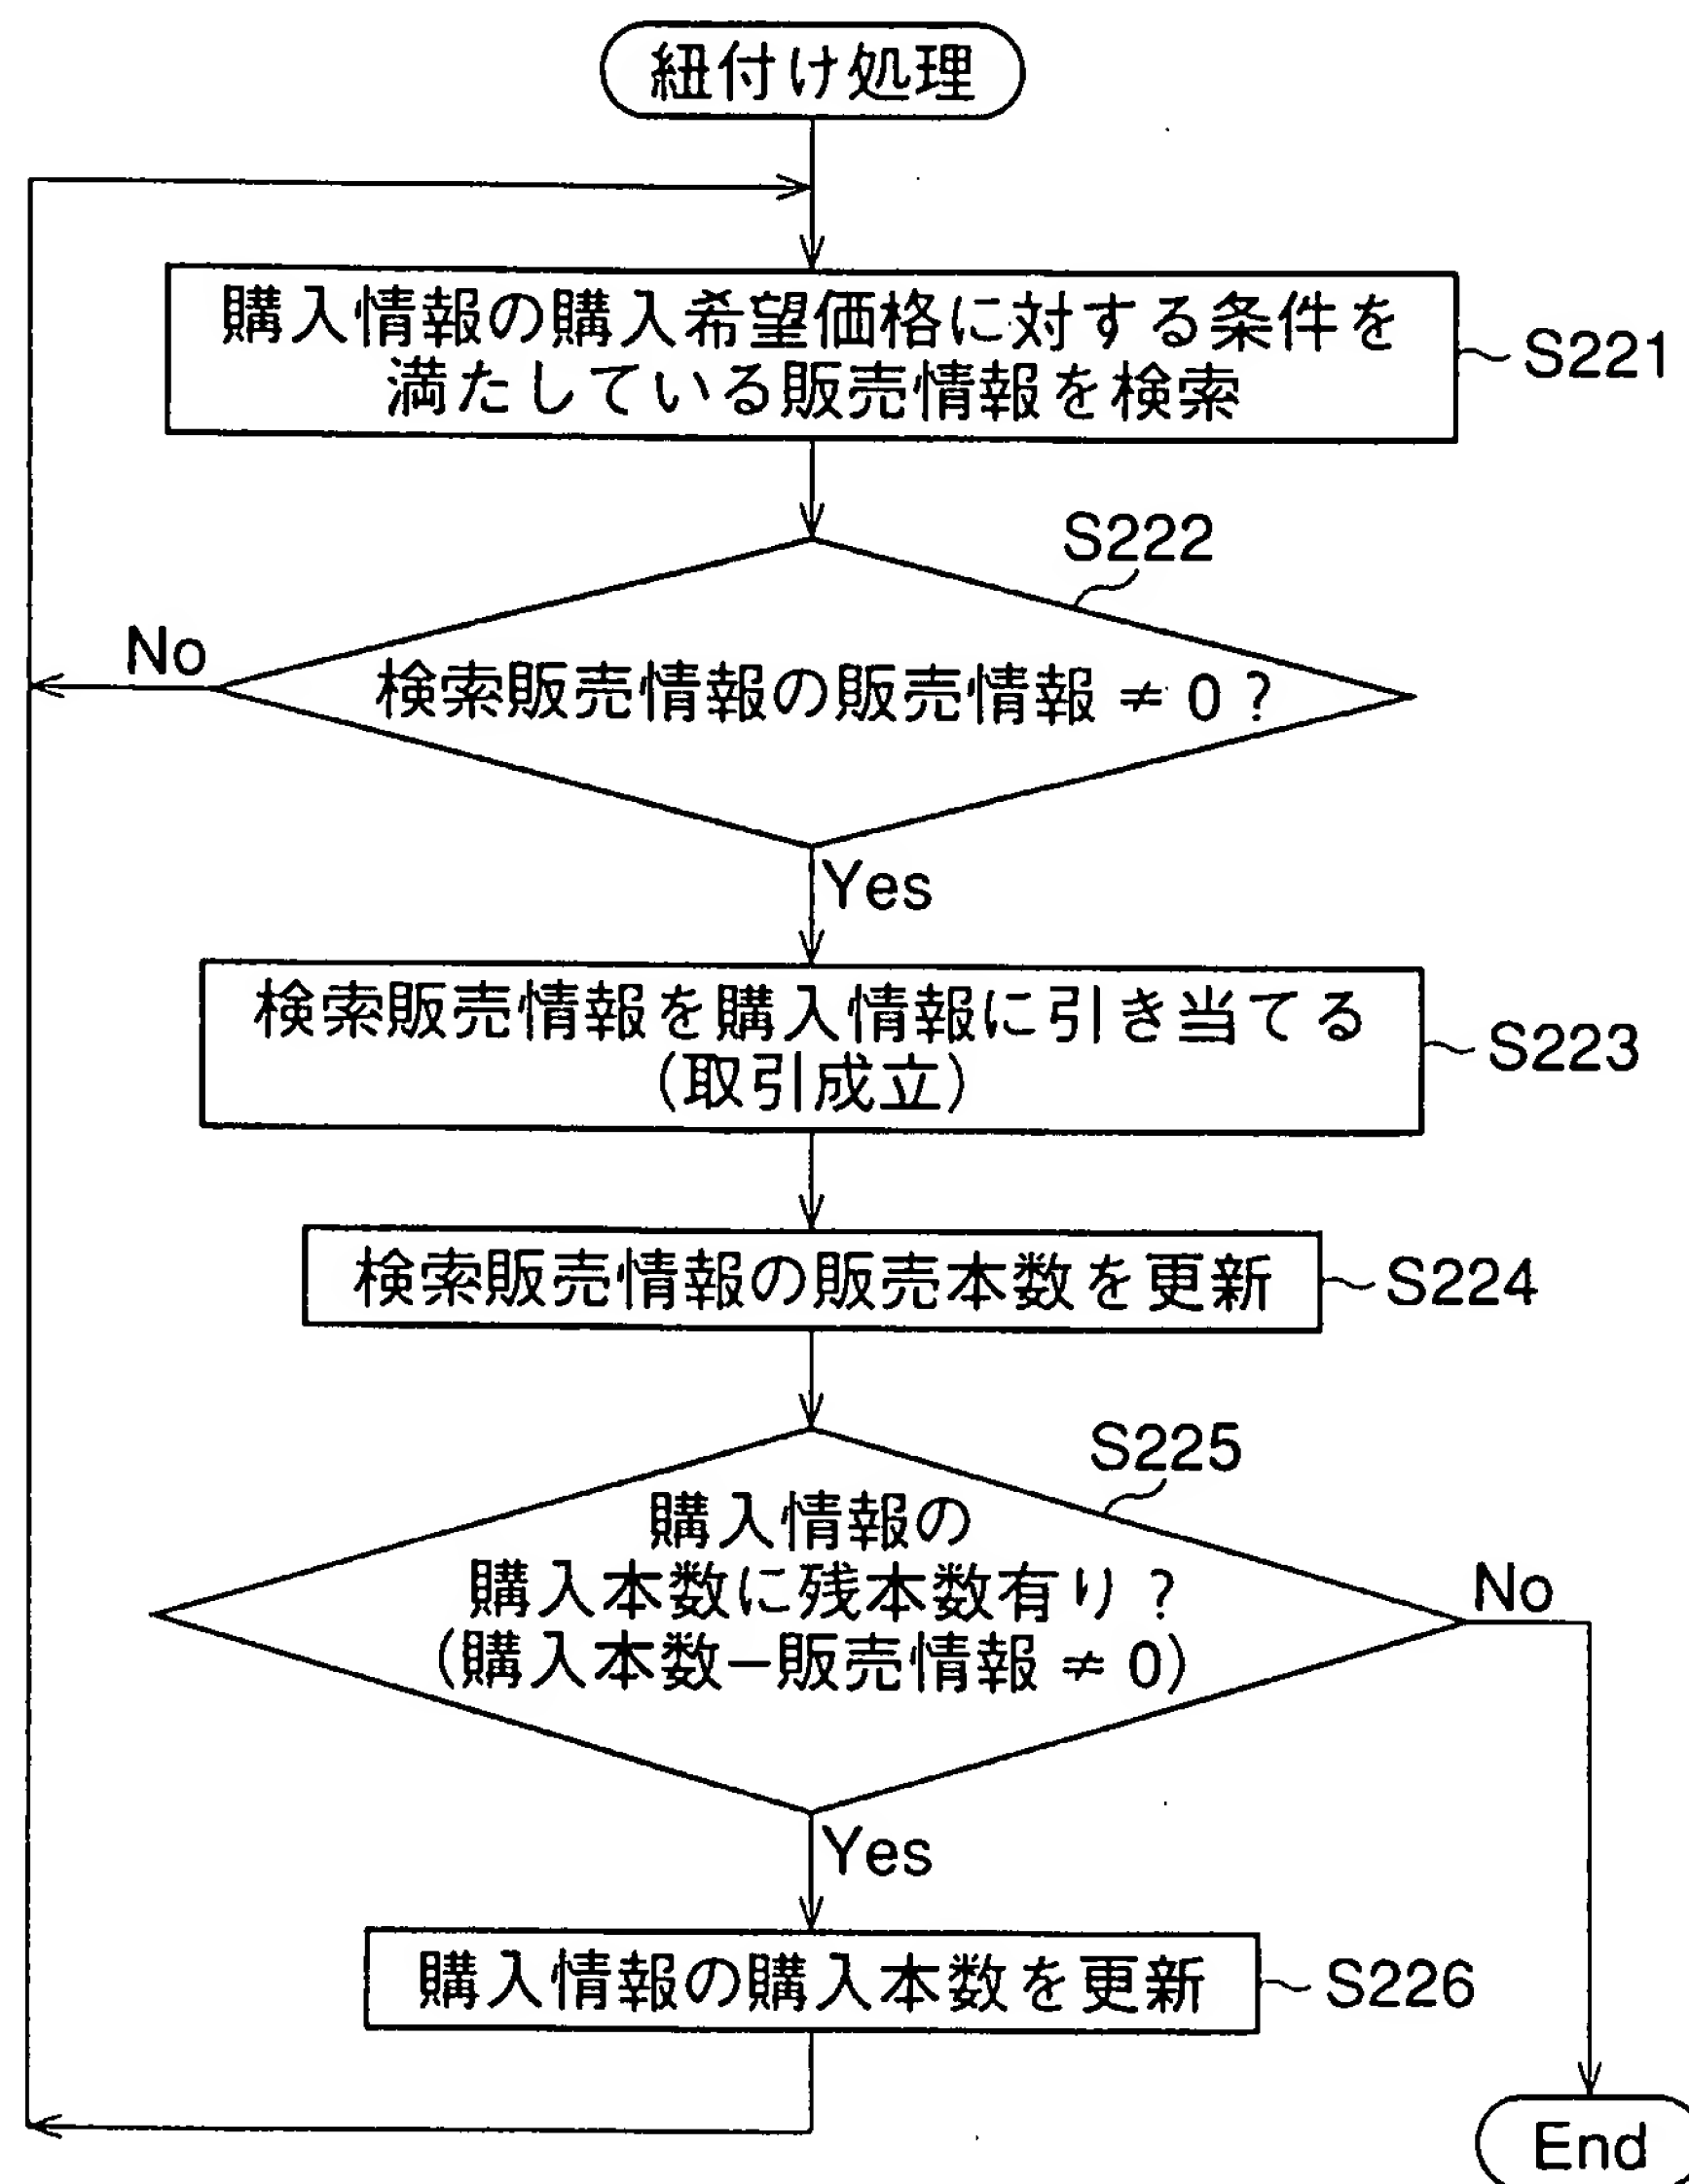 紐付け処理
購入情報の購入希望価格に対する条件を
満たしている販売情報を検索
S221
S222
No
検索販売情報の販売情報 ≠ 0 ?
Yes
検索販売情報を購入情報に引き当てる
(取引成立)
S223
検索販売情報の販売本数を更新
S224
S225
購入情報の
購入本数に残本数有り ?
(購入本数−販売情報 ≠ 0)
No
Yes
購入情報の購入本数を更新
S226
End